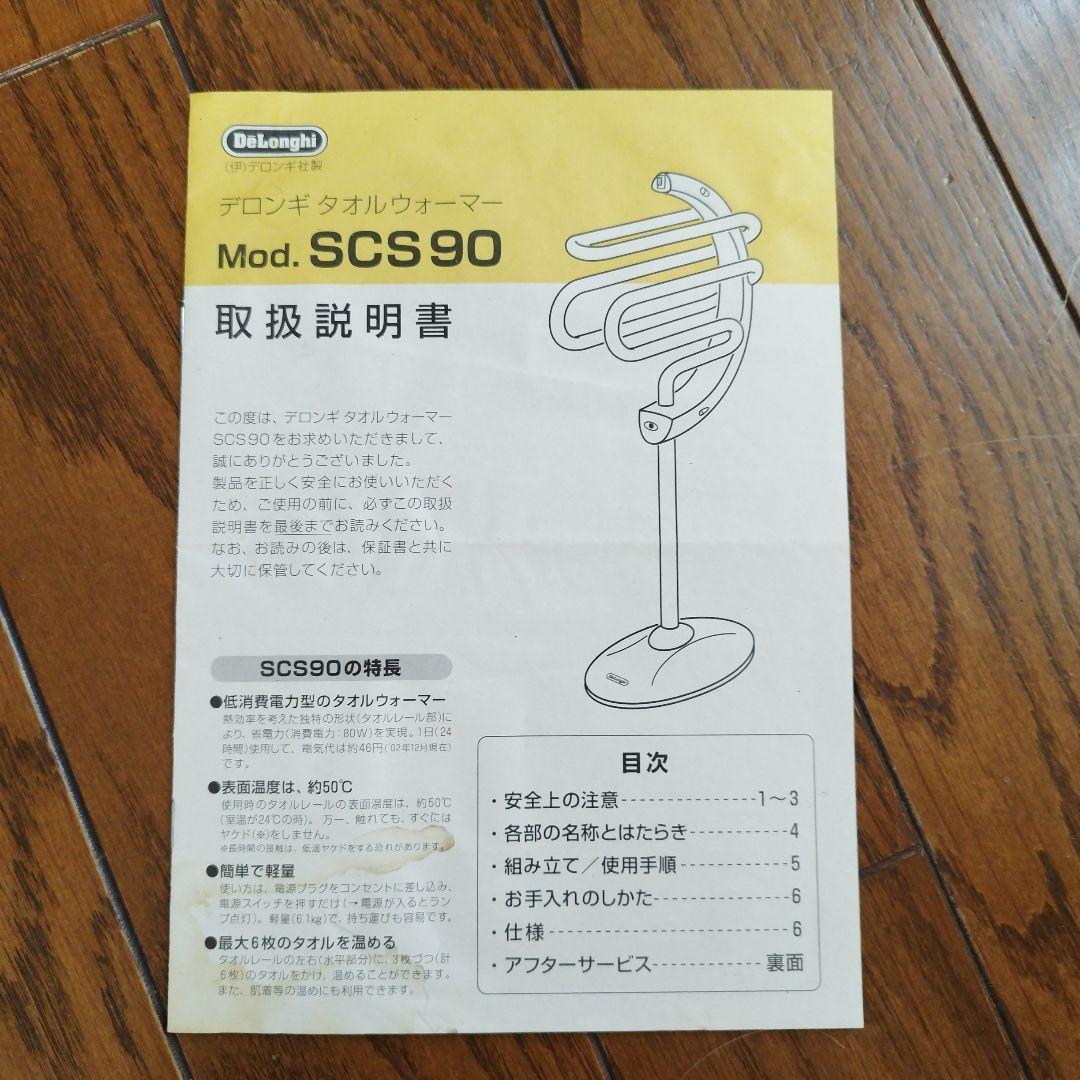 DeLonghi
(伊)デロンギ社製
デロンギ タオルウォーマー
Mod. SCS90
取扱説明書
この度は、デロンギ タオルウォーマー
SCS90をお求めいただきまして、
誠にありがとうございました。
製品を正しく安全にお使いいただく
ため、ご使用の前に、必ずこの取扱
説明書を最後までお読みください。
なお、お読みの後は、保証書と共に
大切に保管してください。
SCS90の特長
●低消費電力型のタオルウォーマー
熱効率を考えた独特の形状(タオルレール部)に
より、省電力(消費電力:80W)を実現。1日(24
時間)使用して、電気代は約46円('02年12月現在)
です。
●表面温度は、約50℃
使用時のタオルレールの表面温度は、約50℃
(室温が24℃の時)。万一、触れても、すぐには
ヤケド(※)をしません。
※長時間の接触は、低温ヤケドをする恐れがあります。
●簡単で軽量
使い方は、電源プラグをコンセントに差し込み、
電源スイッチを押すだけ(→電源が入るとラン
プ点灯)。軽量(6.1kg)で、持ち運びも容易です。
●最大6枚のタオルを温める
タオルレールの左右(水平部分)に、3枚づつ(計
6枚)のタオルをかけ、温めることができます。
また、肌着等の温めにも利用できます。
DeLonghi
目次
・安全上の注意---------------1〜3
・各部の名称とはたらき-----------4
・組み立て／使用手順------------5
・お手入れのしかた--------------6
・仕様--------------------------6
・アフターサービス------------裏面